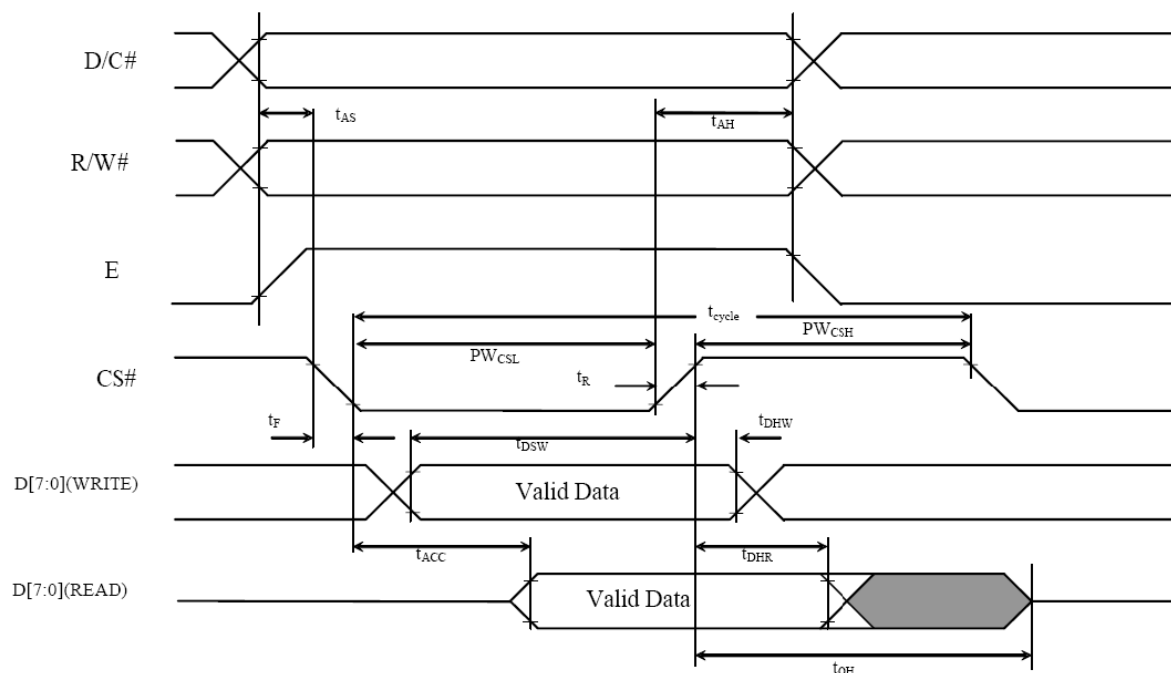 D/C#
tAS
tAH
R/W#
E
tcycle
PWCSL
PWCSH
CS#
tR
tF
tDSW
tDHW
D[7:0](WRITE)
Valid Data
tACC
tDHR
D[7:0](READ)
Valid Data
tOH